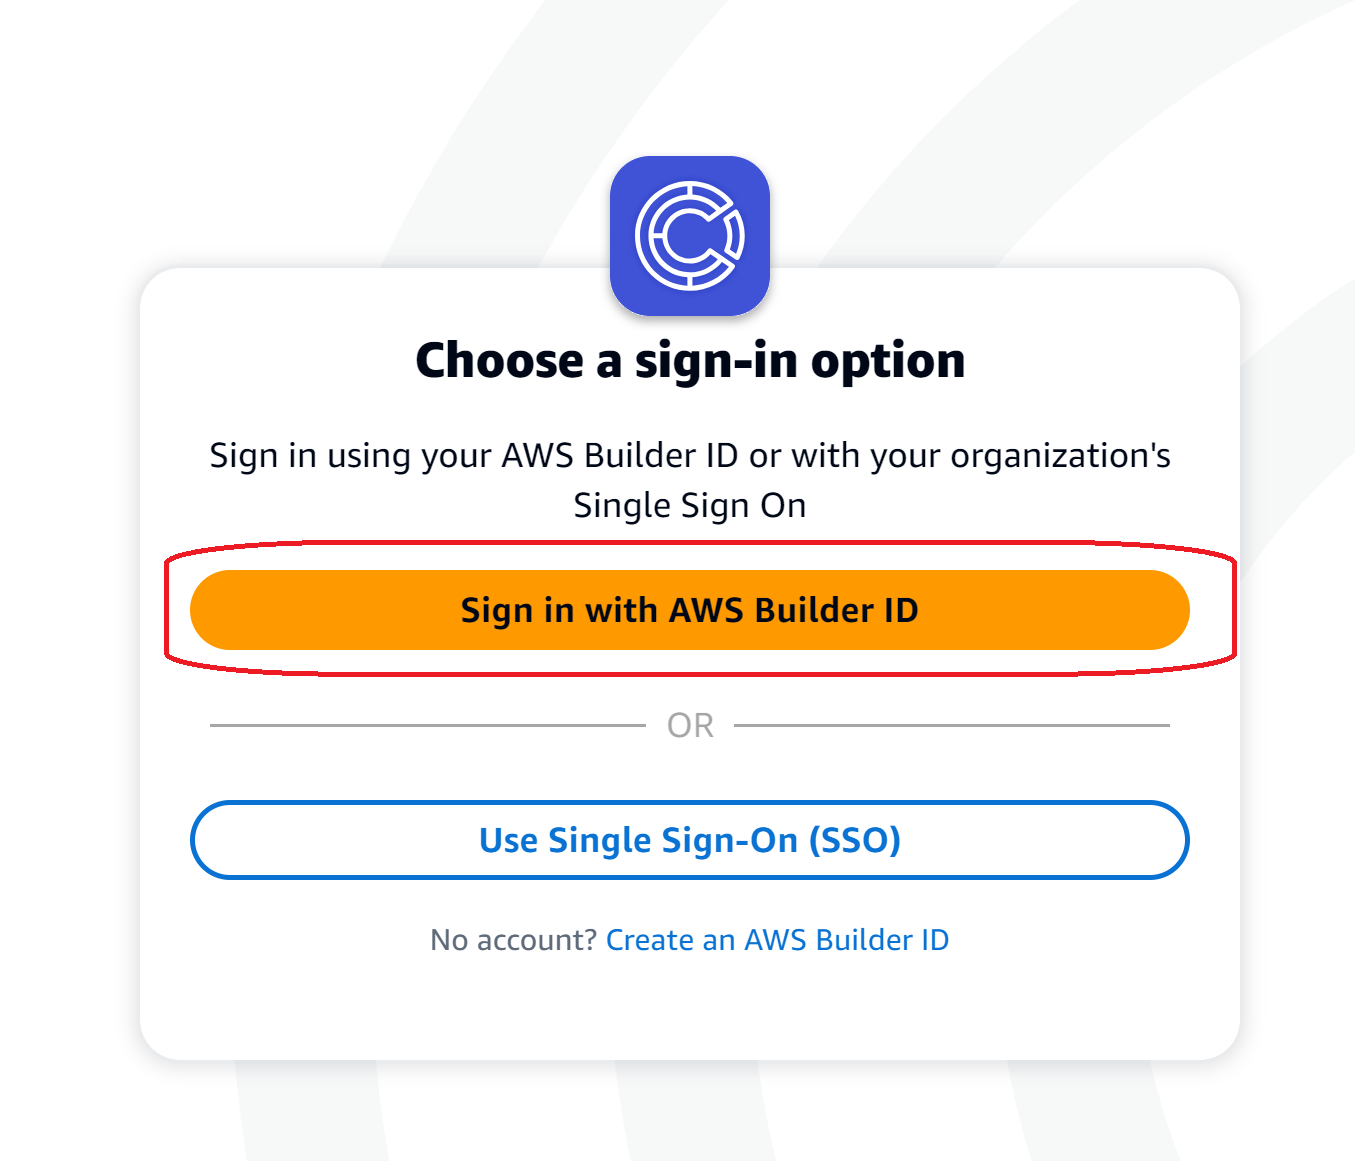 Choose a sign-in option
Sign in using your AWS Builder ID or with your organization's
Single Sign On
Sign in with AWS Builder ID
OR
Use Single Sign-On (SSO)
No account? Create an AWS Builder ID